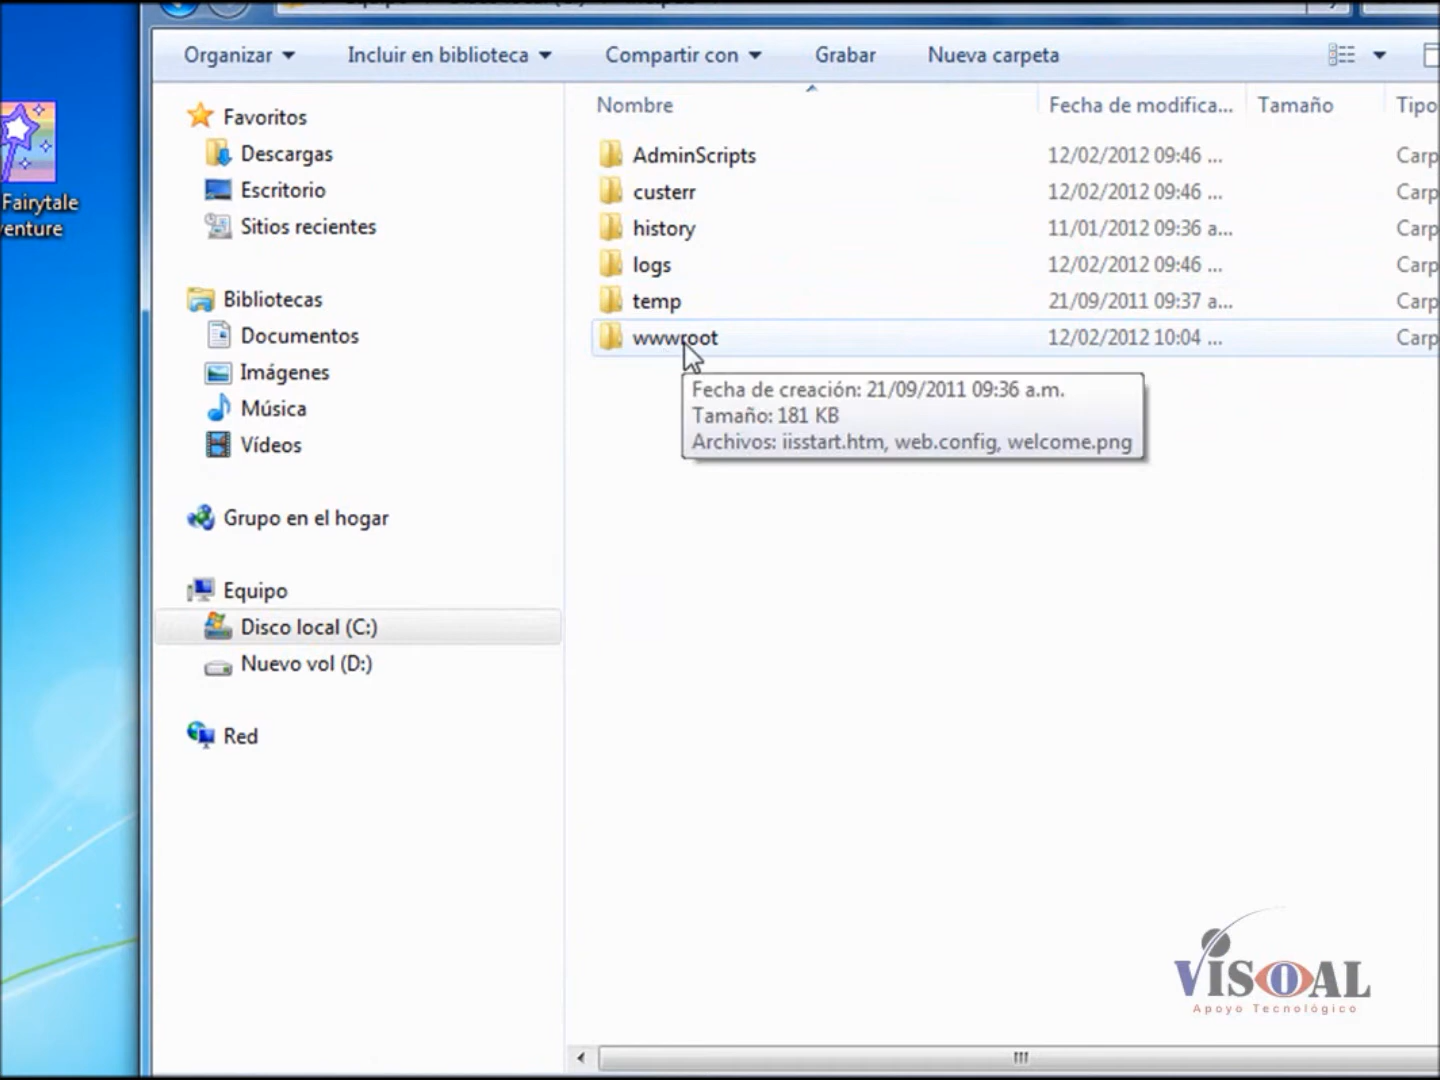 Organizar
Incluir en biblioteca
Compartir con
Grabar
Nueva carpeta
Nombre
Fecha de modifica...
Tamaño
Tipo
Favoritos
Descargas
Escritorio
Sitios recientes
Bibliotecas
Documentos
Imágenes
Música
Vídeos
Grupo en el hogar
Equipo
Disco local (C:)
Nuevo vol (D:)
Red
AdminScripts 12/02/2012 09:46 ... Carp
custerr 12/02/2012 09:46 ... Carp
history 11/01/2012 09:36 a... Carp
logs 12/02/2012 09:46 ... Carp
temp 21/09/2011 09:37 a... Carp
wwwroot 12/02/2012 10:04 ... Carp
Fecha de creación: 21/09/2011 09:36 a.m.
Tamaño: 181 KB
Archivos: iisstart.htm, web.config, welcome.png
Fairytale
venture
VISOAL
Apoyo Tecnológico